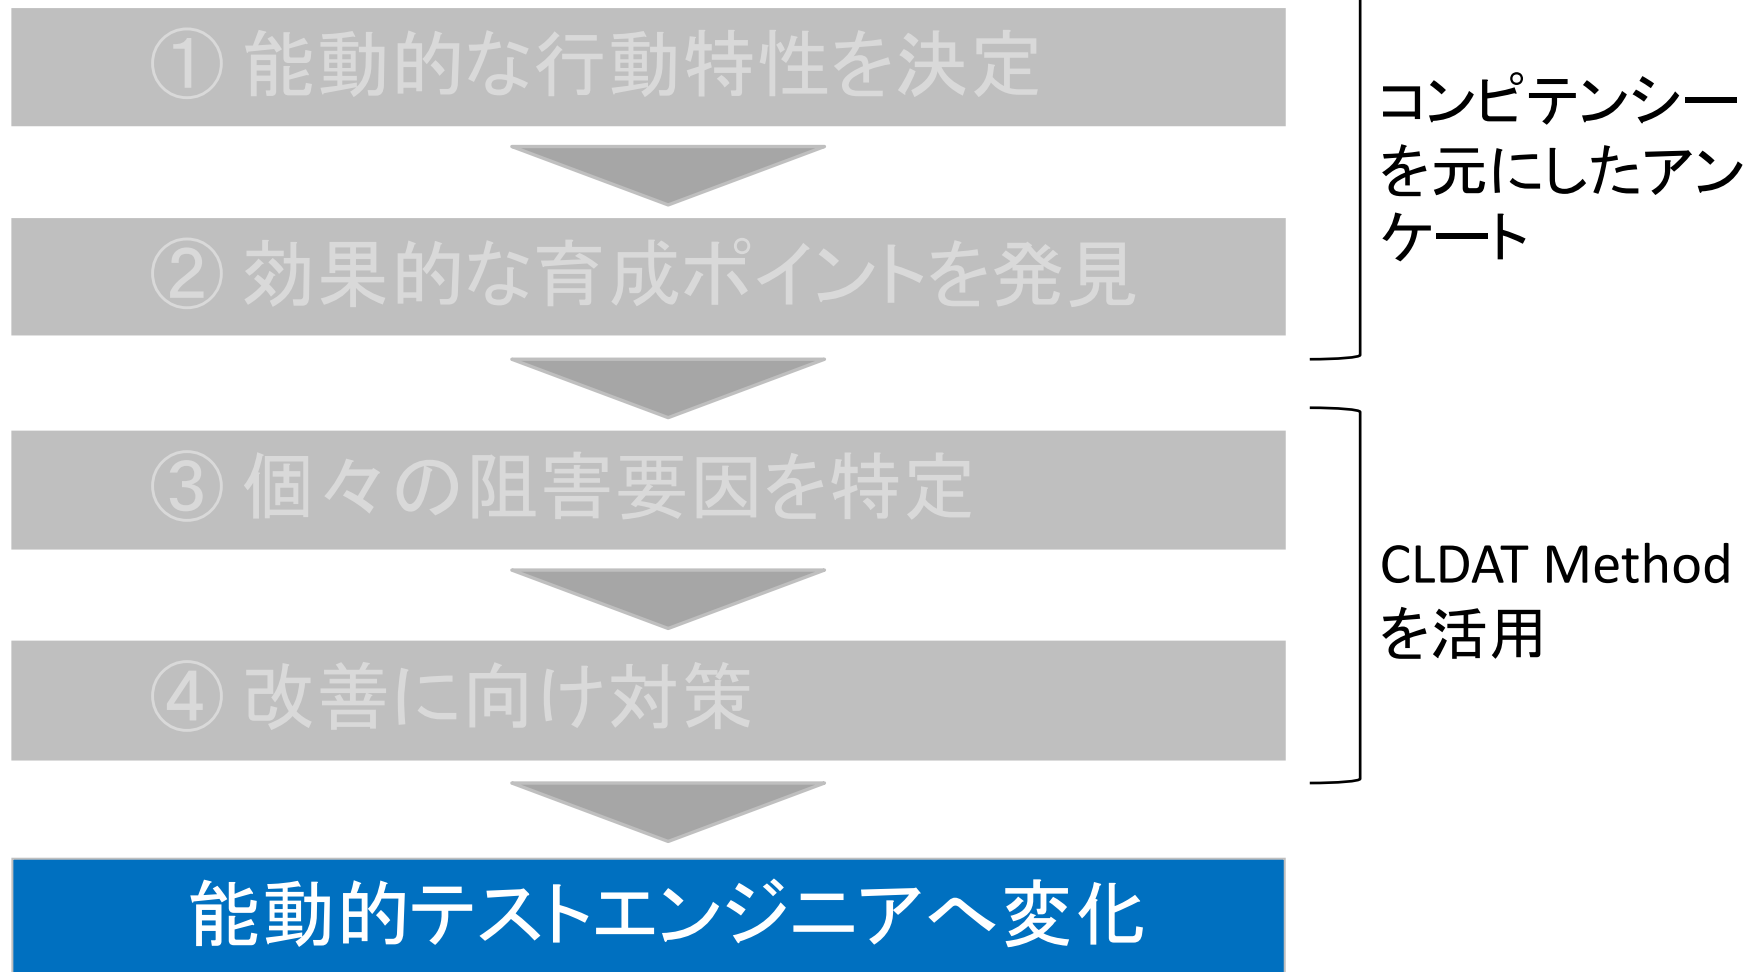 ① 能動的な行動特性を決定
コンピテンシー
を元にしたアン
ケート
② 効果的な育成ポイントを発見
③ 個々の阻害要因を特定
CLDAT Method
を活用
④ 改善に向け対策
能動的テストエンジニアへ変化